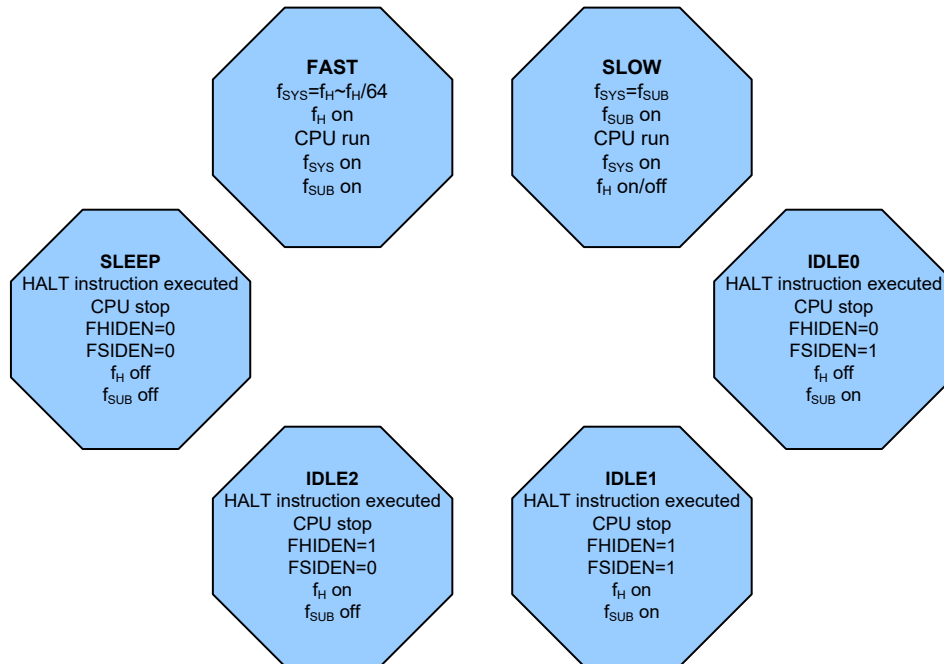 FAST
fSYS=fH~fH/64
fH on
CPU run
fSYS on
fSUB on
SLOW
fSYS=fSUB
fSUB on
CPU run
fSYS on
fH on/off
SLEEP
HALT instruction executed
CPU stop
FHIDEN=0
FSIDEN=0
fH off
fSUB off
IDLE0
HALT instruction executed
CPU stop
FHIDEN=0
FSIDEN=1
fH off
fSUB on
IDLE2
HALT instruction executed
CPU stop
FHIDEN=1
FSIDEN=0
fH on
fSUB off
IDLE1
HALT instruction executed
CPU stop
FHIDEN=1
FSIDEN=1
fH on
fSUB on